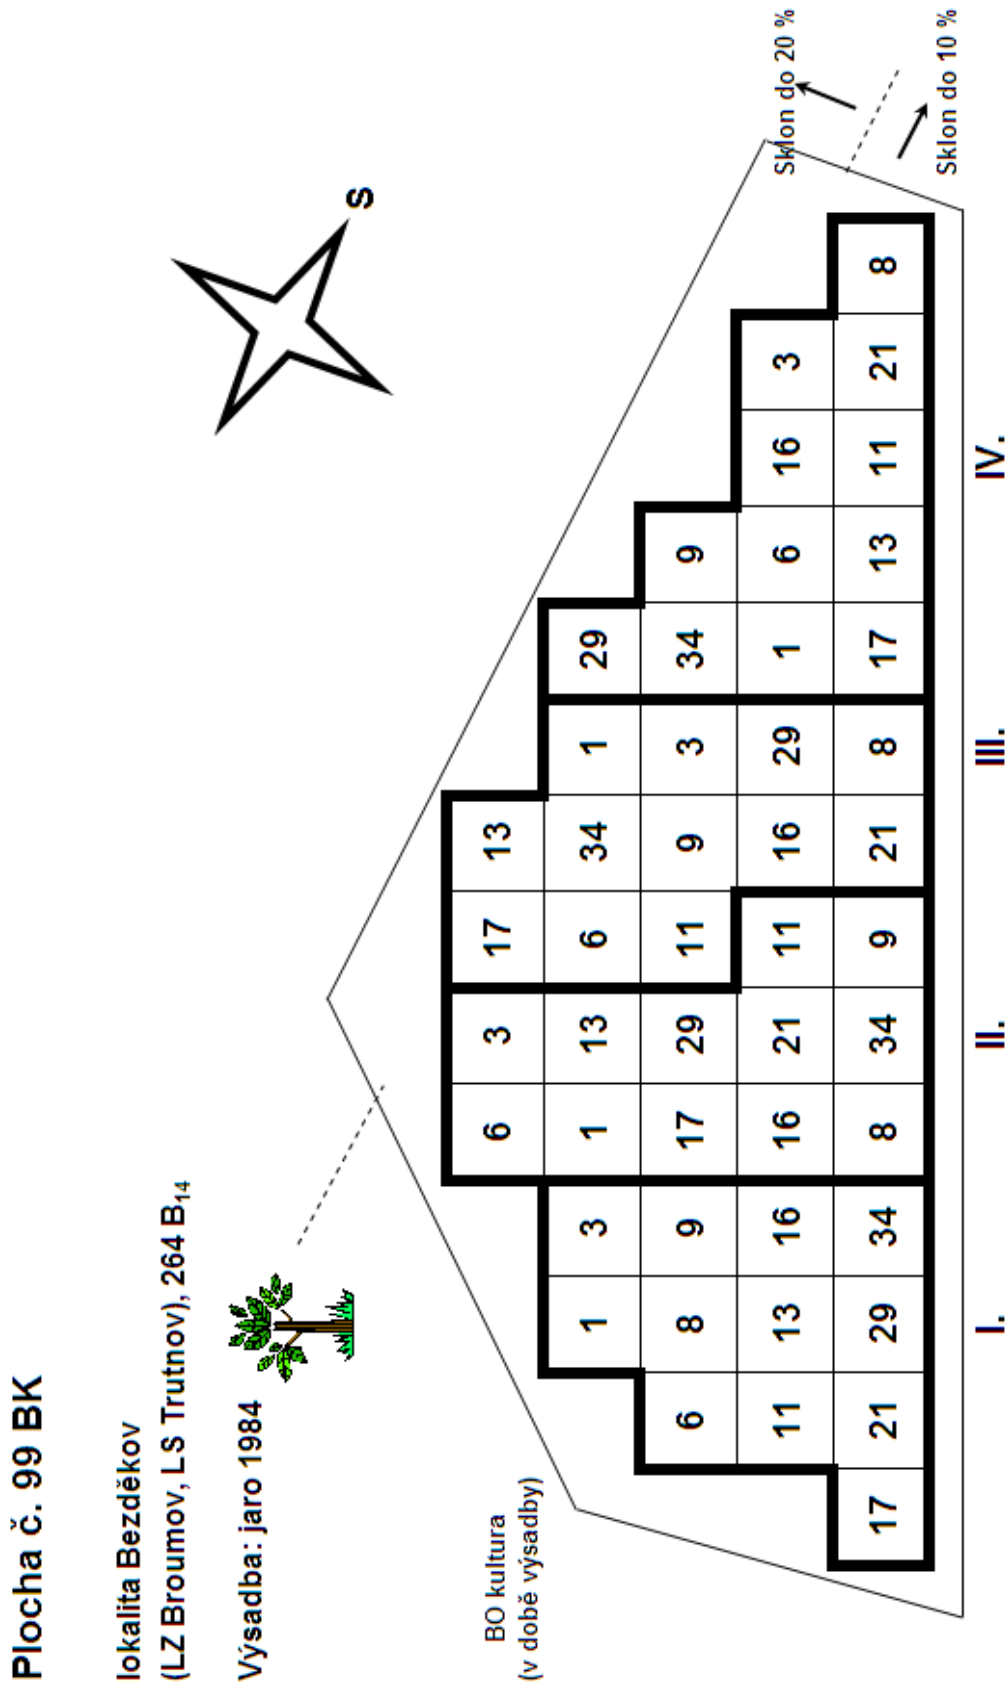 Plocha č. 99 BK
lokalita Bezděkov
(LZ Broumov, LS Trutnov), 264 B14
Výsadba: jaro 1984
S
BO kultura
(v době výsadby)
Sklon do 20 %
Sklon do 10 %
6 3 17 13
1 3 1 13 6 34 1 29
6 8 9 17 29 11 9 3 34 9
11 13 16 16 21 11 16 29 1 6 16 3
17 21 29 34 8 34 9 21 8 17 13 11 21 8
I. II. III. IV.